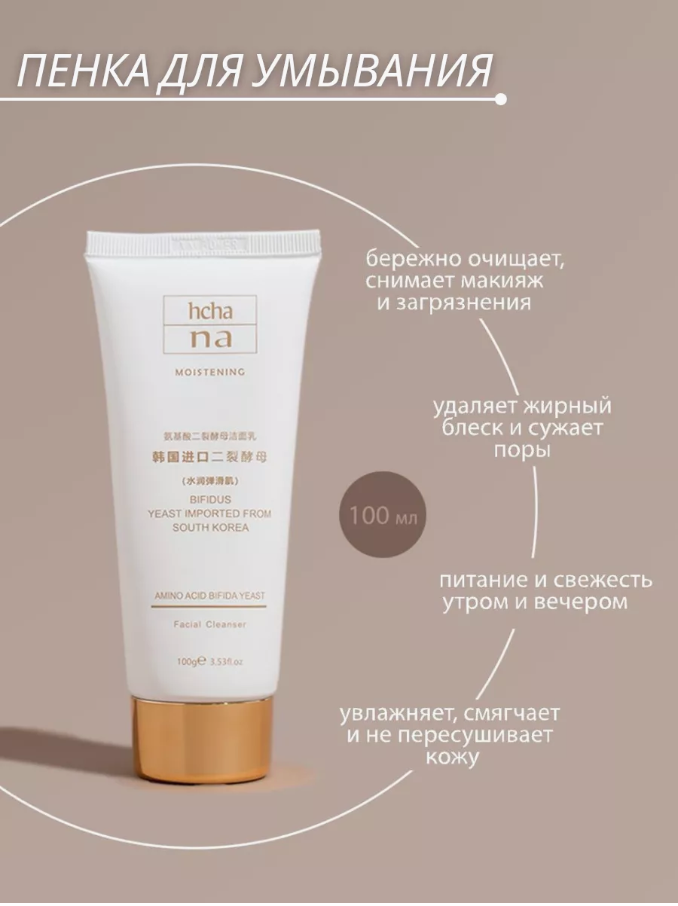 ПЕНКА ДЛЯ УМЫВАНИЯ
бережно очищает,
снимает макияж
и загрязнения
удаляет жирный
блеск и сужает
поры
100 мл
питание и свежесть
утром и вечером
увлажняет, смягчает
и не пересушивает
кожу
hcha
na
MOISTENING
氨基酸二裂酵母洁面乳
韩国进口二裂酵母
(水润弹滑肌)
BIFIDUS
YEAST IMPORTED FROM
SOUTH KOREA
AMINO ACID BIFIDA YEAST
Facial Cleanser
100g℮ 3.53fl.oz